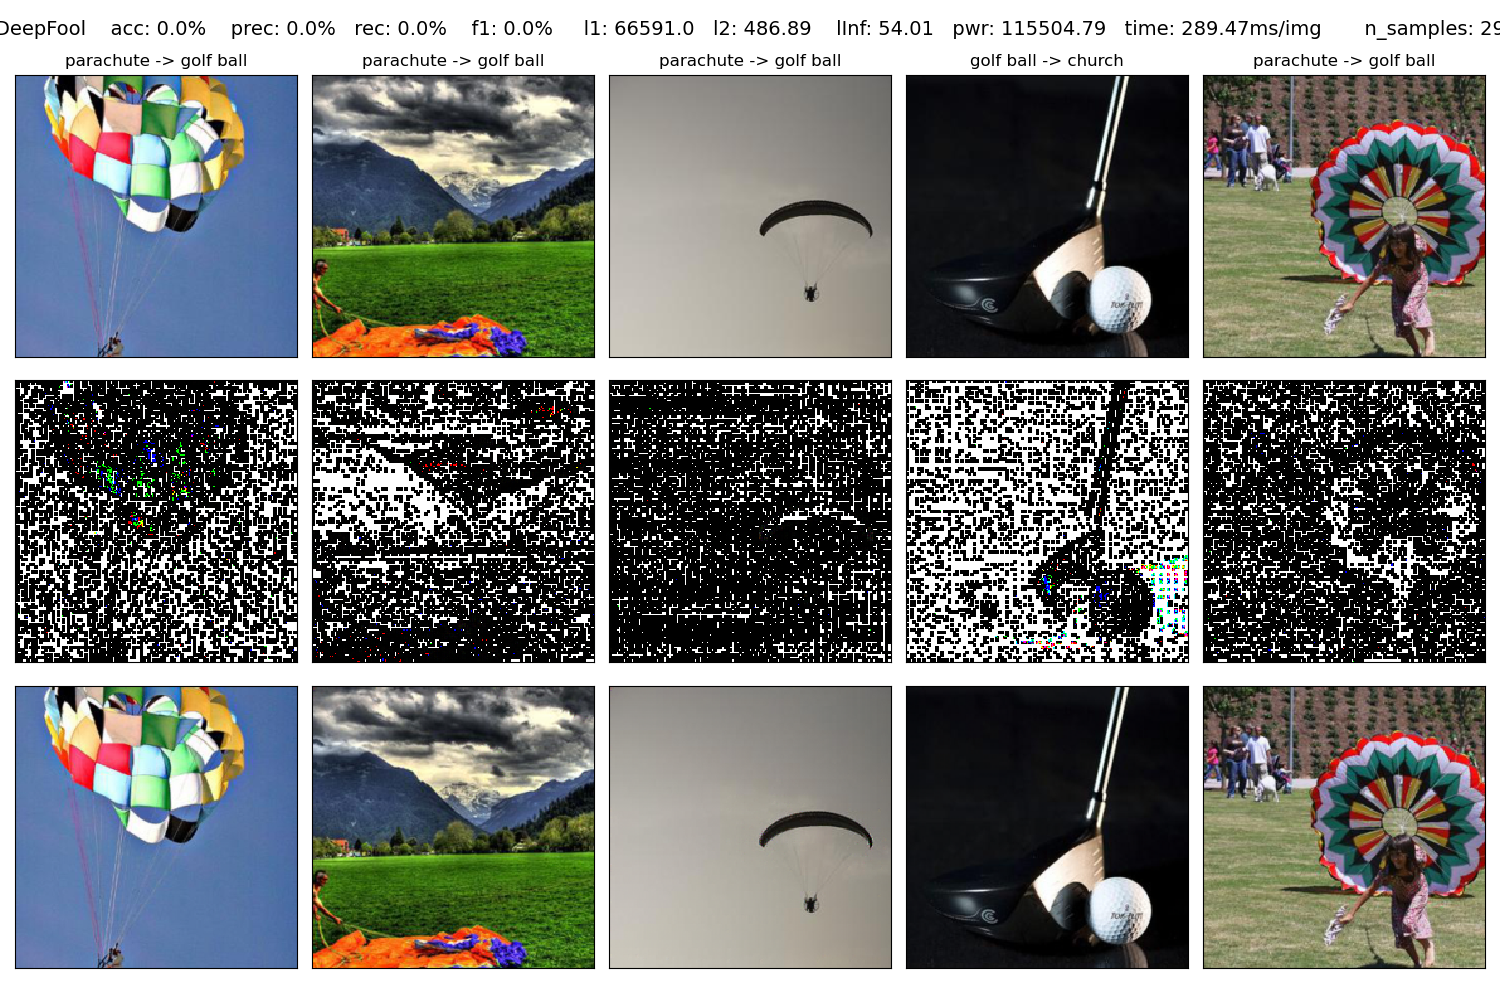 DeepFool acc: 0.0% prec: 0.0% rec: 0.0% f1: 0.0% l1: 66591.0 l2: 486.89 lInf: 54.01 pwr: 115504.79 time: 289.47ms/img n_samples: 29
parachute -> golf ball
parachute -> golf ball
parachute -> golf ball
golf ball -> church
parachute -> golf ball